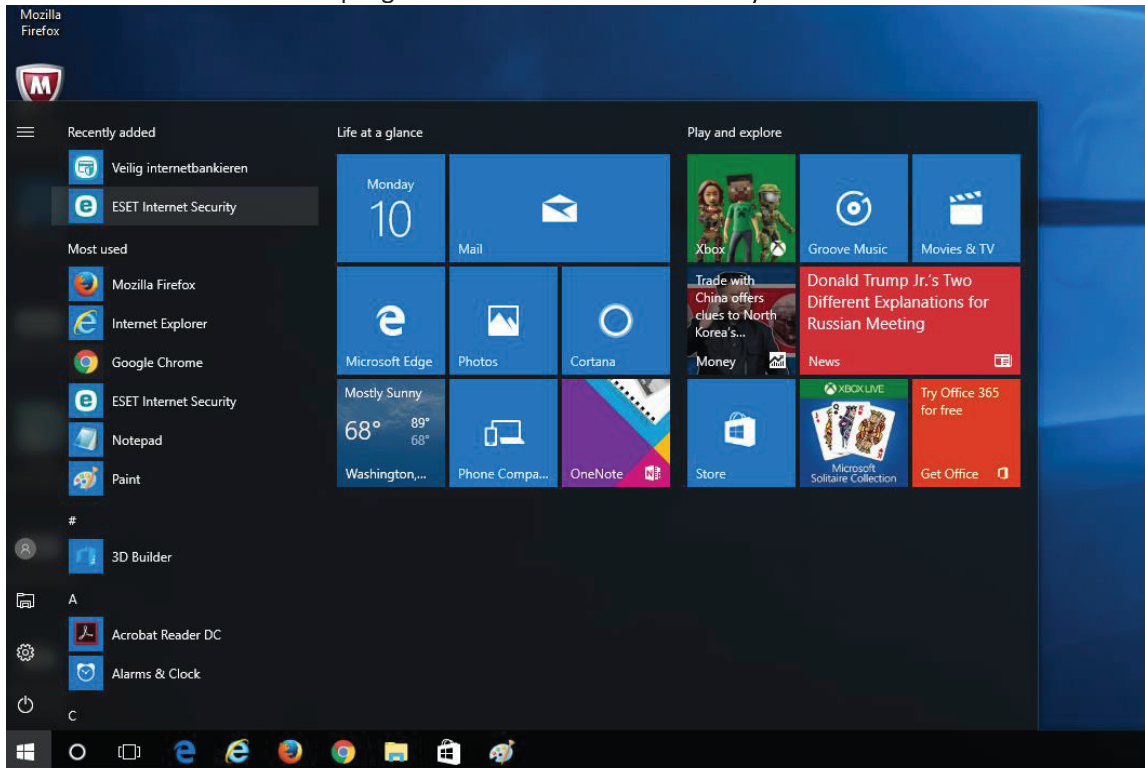 Mozilla
Firefox
Recently added
Veilig internetbankieren
ESET Internet Security
Most used
Mozilla Firefox
Internet Explorer
Google Chrome
ESET Internet Security
Notepad
Paint
#
3D Builder
A
Acrobat Reader DC
Alarms & Clock
C
Life at a glance
Monday
10
Mail
Microsoft Edge
Photos
Cortana
Mostly Sunny
68°
89°
68°
Washington,...
Phone Compa...
OneNote
Play and explore
Xbox
Groove Music
Movies & TV
Trade with
China offers
clues to North
Korea's...
Money
Donald Trump Jr.'s Two
Different Explanations for
Russian Meeting
News
Store
XBOX LIVE
Microsoft
Solitaire Collection
Try Office 365
for free
Get Office